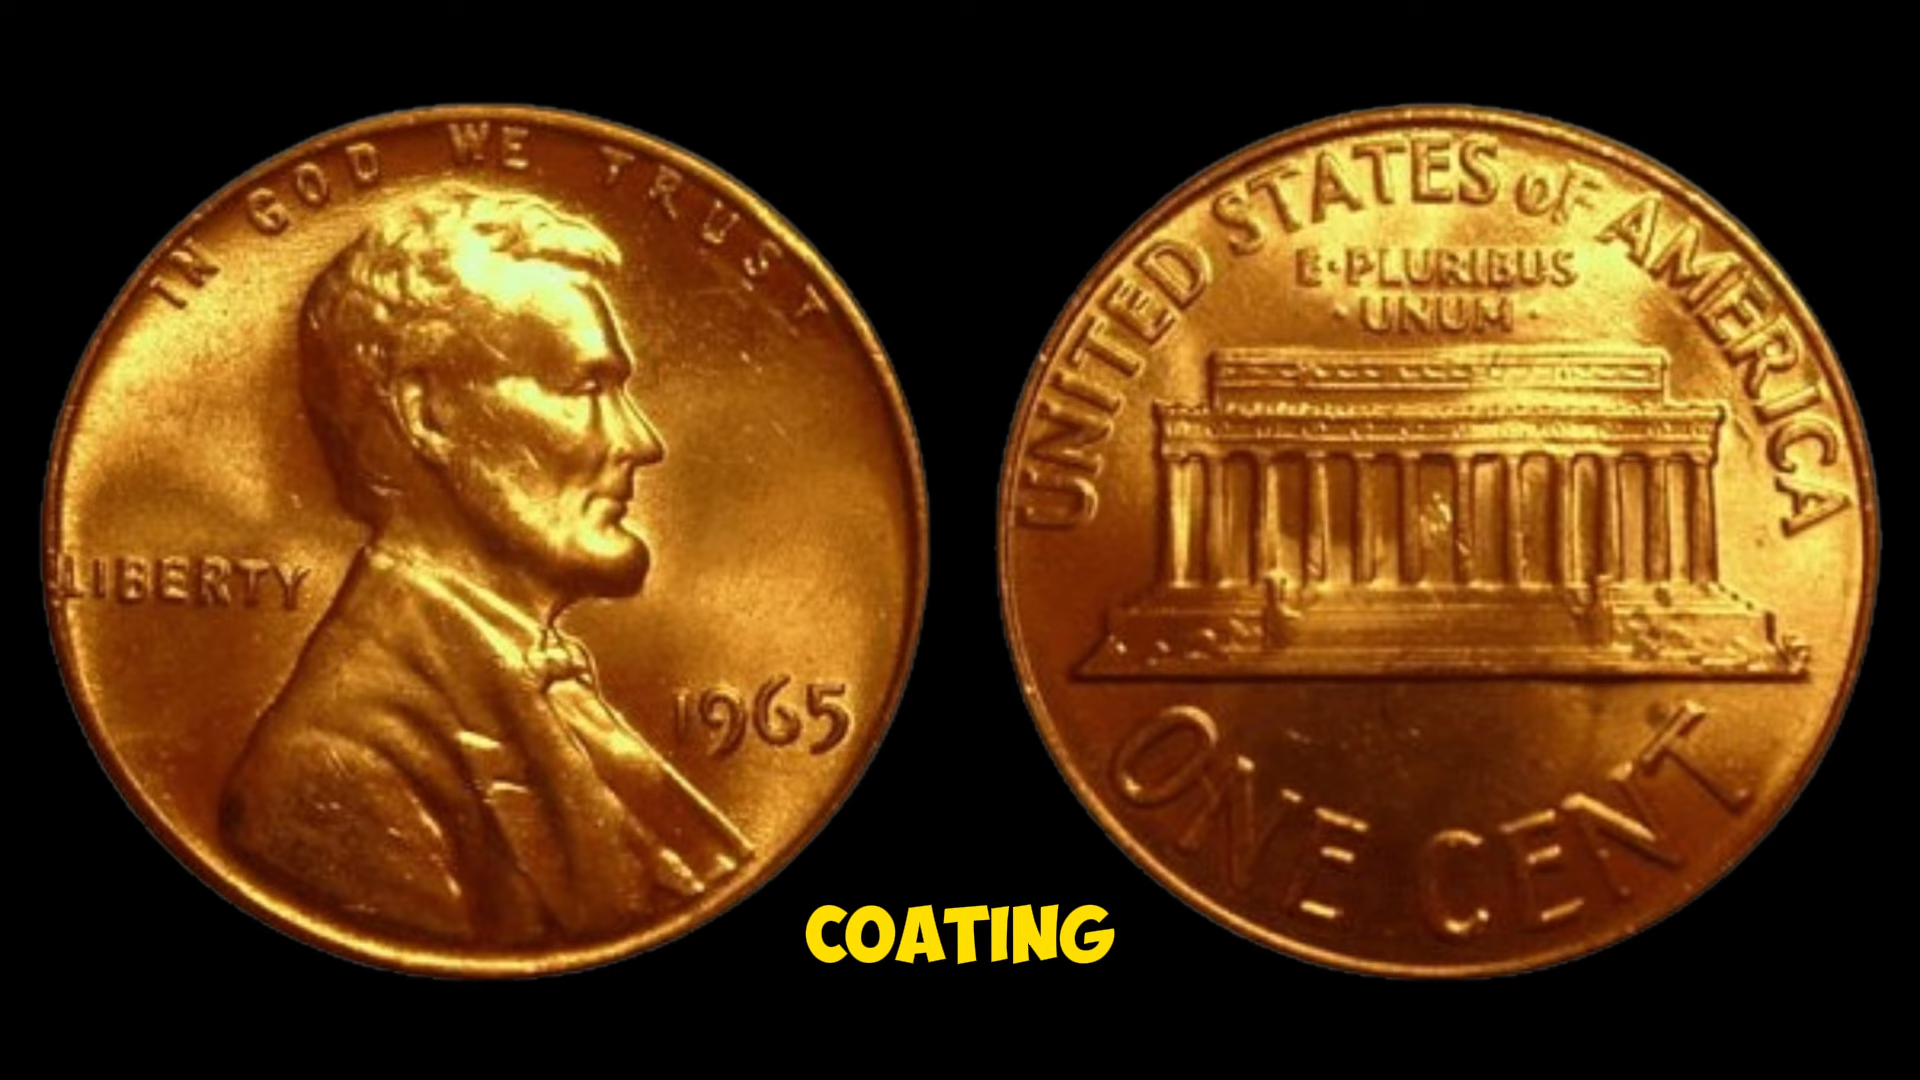 IN GOD WE TRUST
LIBERTY
1965
UNITED STATES oF AMERICA
E·PLURIBUS
·UNUM·
ONE CENT
COATING